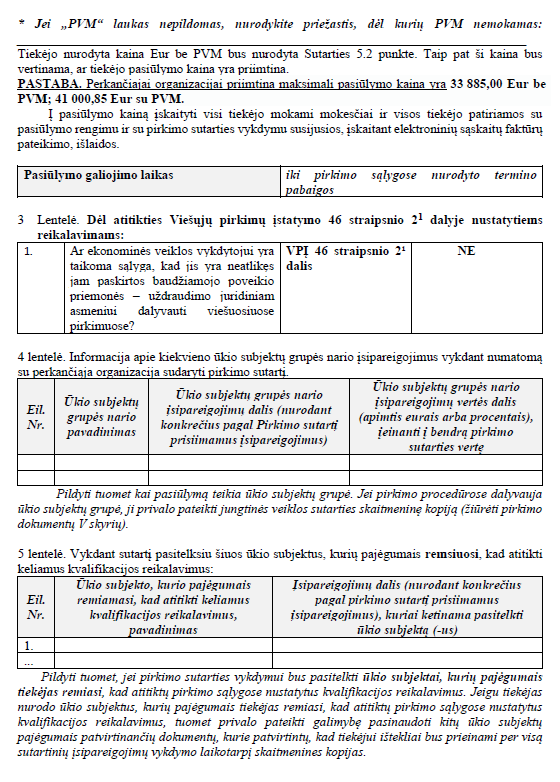 * Jei „PVM“ laukas nepildomas, nurodykite priežastis, dėl kurių PVM nemokamas:
Tiekėjo nurodyta kaina Eur be PVM bus nurodyta Sutarties 5.2 punkte. Taip pat ši kaina bus
vertinama, ar tiekėjo pasiūlymo kaina yra priimtina.
PASTABA. Perkančiajai organizacijai priimtina maksimali pasiūlymo kaina yra 33 885,00 Eur be
PVM; 41 000,85 Eur su PVM.
Į pasiūlymo kainą įskaityti visi tiekėjo mokami mokesčiai ir visos tiekėjo patiriamos su
pasiūlymo rengimu ir su pirkimo sutarties vykdymu susijusios, įskaitant elektroninių sąskaitų faktūrų
pateikimo, išlaidos.
Pasiūlymo galiojimo laikas
iki pirkimo sąlygose nurodyto termino
pabaigos
3 Lentelė. Dėl atitikties Viešųjų pirkimų įstatymo 46 straipsnio 2¹ dalyje nustatytiems
reikalavimams:
1.
Ar ekonominės veiklos vykdytojui yra
taikoma sąlyga, kad jis yra neatlikęs
jam paskirtos baudžiamojo poveikio
priemonės – uždraudimo juridiniam
asmeniui dalyvauti viešuosiuose
pirkimuose?
VPĮ 46 straipsnio 2¹
dalis
NE
4 lentelė. Informacija apie kiekvieno ūkio subjektų grupės nario įsipareigojimus vykdant numatomą
su perkančiąja organizacija sudaryti pirkimo sutartį.
Eil.
Nr.
Ūkio subjektų
grupės nario
pavadinimas
Ūkio subjektų grupės nario
įsipareigojimų dalis (nurodant
konkrečius pagal Pirkimo sutartį
prisiimamus įsipareigojimus)
Ūkio subjektų grupės nario
įsipareigojimų vertės dalis
(apimtis eurais arba procentais),
įeinanti į bendrą pirkimo
sutarties vertę
Pildyti tuomet kai pasiūlymą teikia ūkio subjektų grupė. Jei pirkimo procedūrose dalyvauja
ūkio subjektų grupė, ji privalo pateikti jungtinės veiklos sutarties skaitmeninę kopiją (žiūrėti pirkimo
dokumentų V skyrių).
5 lentelė. Vykdant sutartį pasitelksiu šiuos ūkio subjektus, kurių pajėgumais remsiuosi, kad atitikti
keliamus kvalifikacijos reikalavimus:
Eil.
Nr.
Ūkio subjekto, kurio pajėgumais
remiamasi, kad atitikti keliamus
kvalifikacijos reikalavimus,
pavadinimas
Įsipareigojimų dalis (nurodant konkrečius
pagal pirkimo sutartį prisiimamus
įsipareigojimus), kuriai ketinama pasitelkti
ūkio subjektą (-us)
1.
...
Pildyti tuomet, jei pirkimo sutarties vykdymui bus pasitelkti ūkio subjektai, kurių pajėgumais
tiekėjas remiasi, kad atitiktų pirkimo sąlygose nustatytus kvalifikacijos reikalavimus. Jeigu tiekėjas
nurodo ūkio subjektus, kurių pajėgumais tiekėjas remiasi, kad atitiktų pirkimo sąlygose nustatytus
kvalifikacijos reikalavimus, tuomet privalo pateikti galimybę pasinaudoti kitų ūkio subjektų
pajėgumais patvirtinančių dokumentų, kurie patvirtintų, kad tiekėjui ištekliai bus prieinami per visą
sutartinių įsipareigojimų vykdymo laikotarpį skaitmenines kopijas.